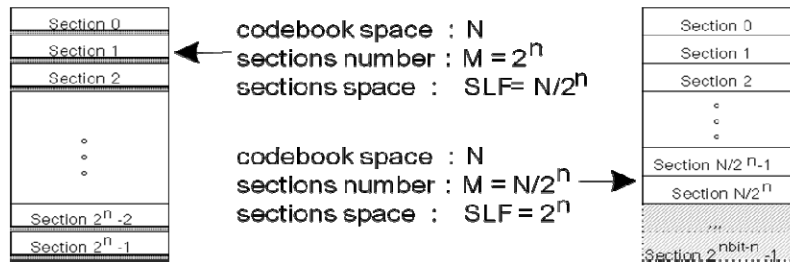 Section 0
Section 1
Section 2
Section 2ⁿ -2
Section 2ⁿ -1
codebook space : N
sections number : M = 2ⁿ
sections space : SLF= N/2ⁿ
codebook space : N
sections number : M = N/2ⁿ
sections space : SLF = 2ⁿ
Section 0
Section 1
Section 2
Section N/2ⁿ-1
Section N/2ⁿ
...
Section 2ⁿᵇⁱᵗ⁻ⁿ -1